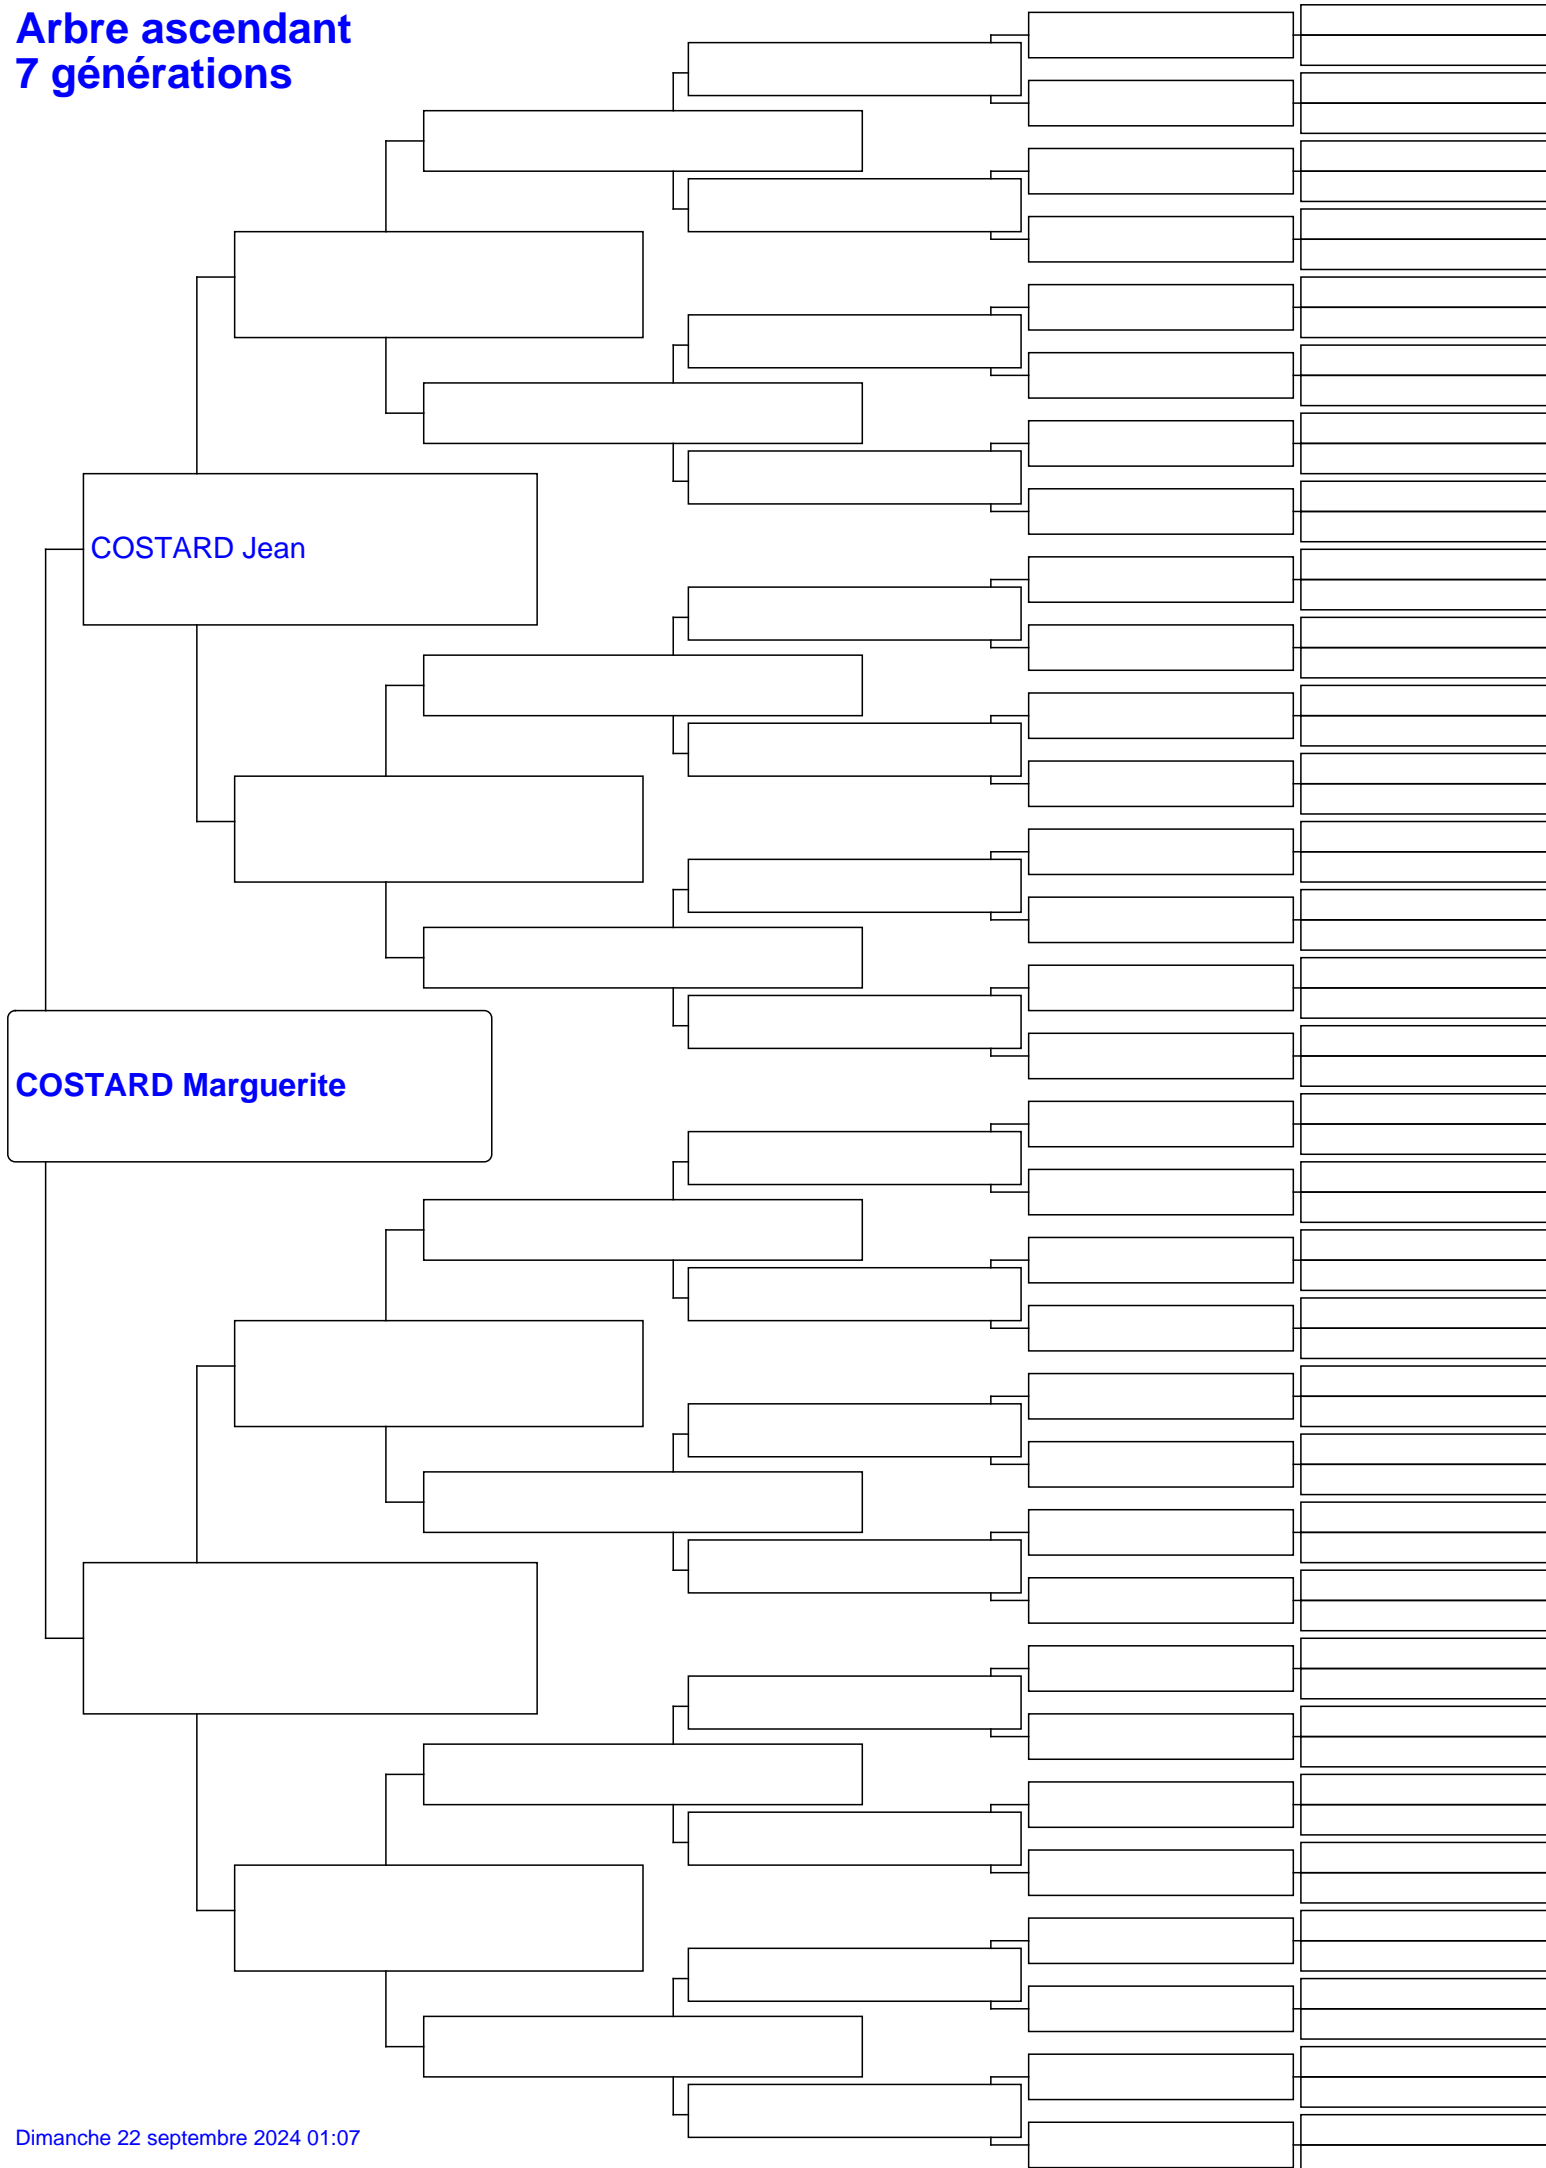 Arbre ascendant
7 générations
COSTARD Jean
COSTARD Marguerite
Dimanche 22 septembre 2024 01:07